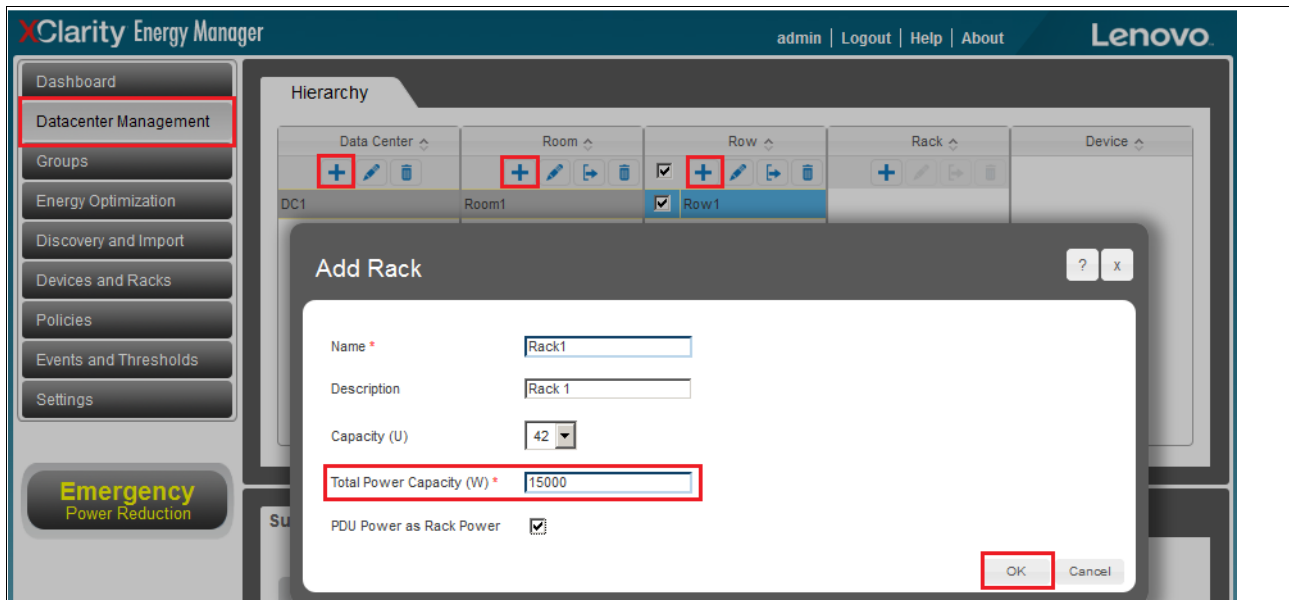 XClarity Energy Manager
admin | Logout | Help | About
Lenovo.
Dashboard
Datacenter Management
Groups
Energy Optimization
Discovery and Import
Devices and Racks
Policies
Events and Thresholds
Settings
Emergency
Power Reduction
Hierarchy
Data Center
Room
Row
Rack
Device
DC1
Room1
Row1
Add Rack
?
x
Name *
Rack1
Description
Rack 1
Capacity (U)
42
Total Power Capacity (W) *
15000
PDU Power as Rack Power
OK
Cancel
Su